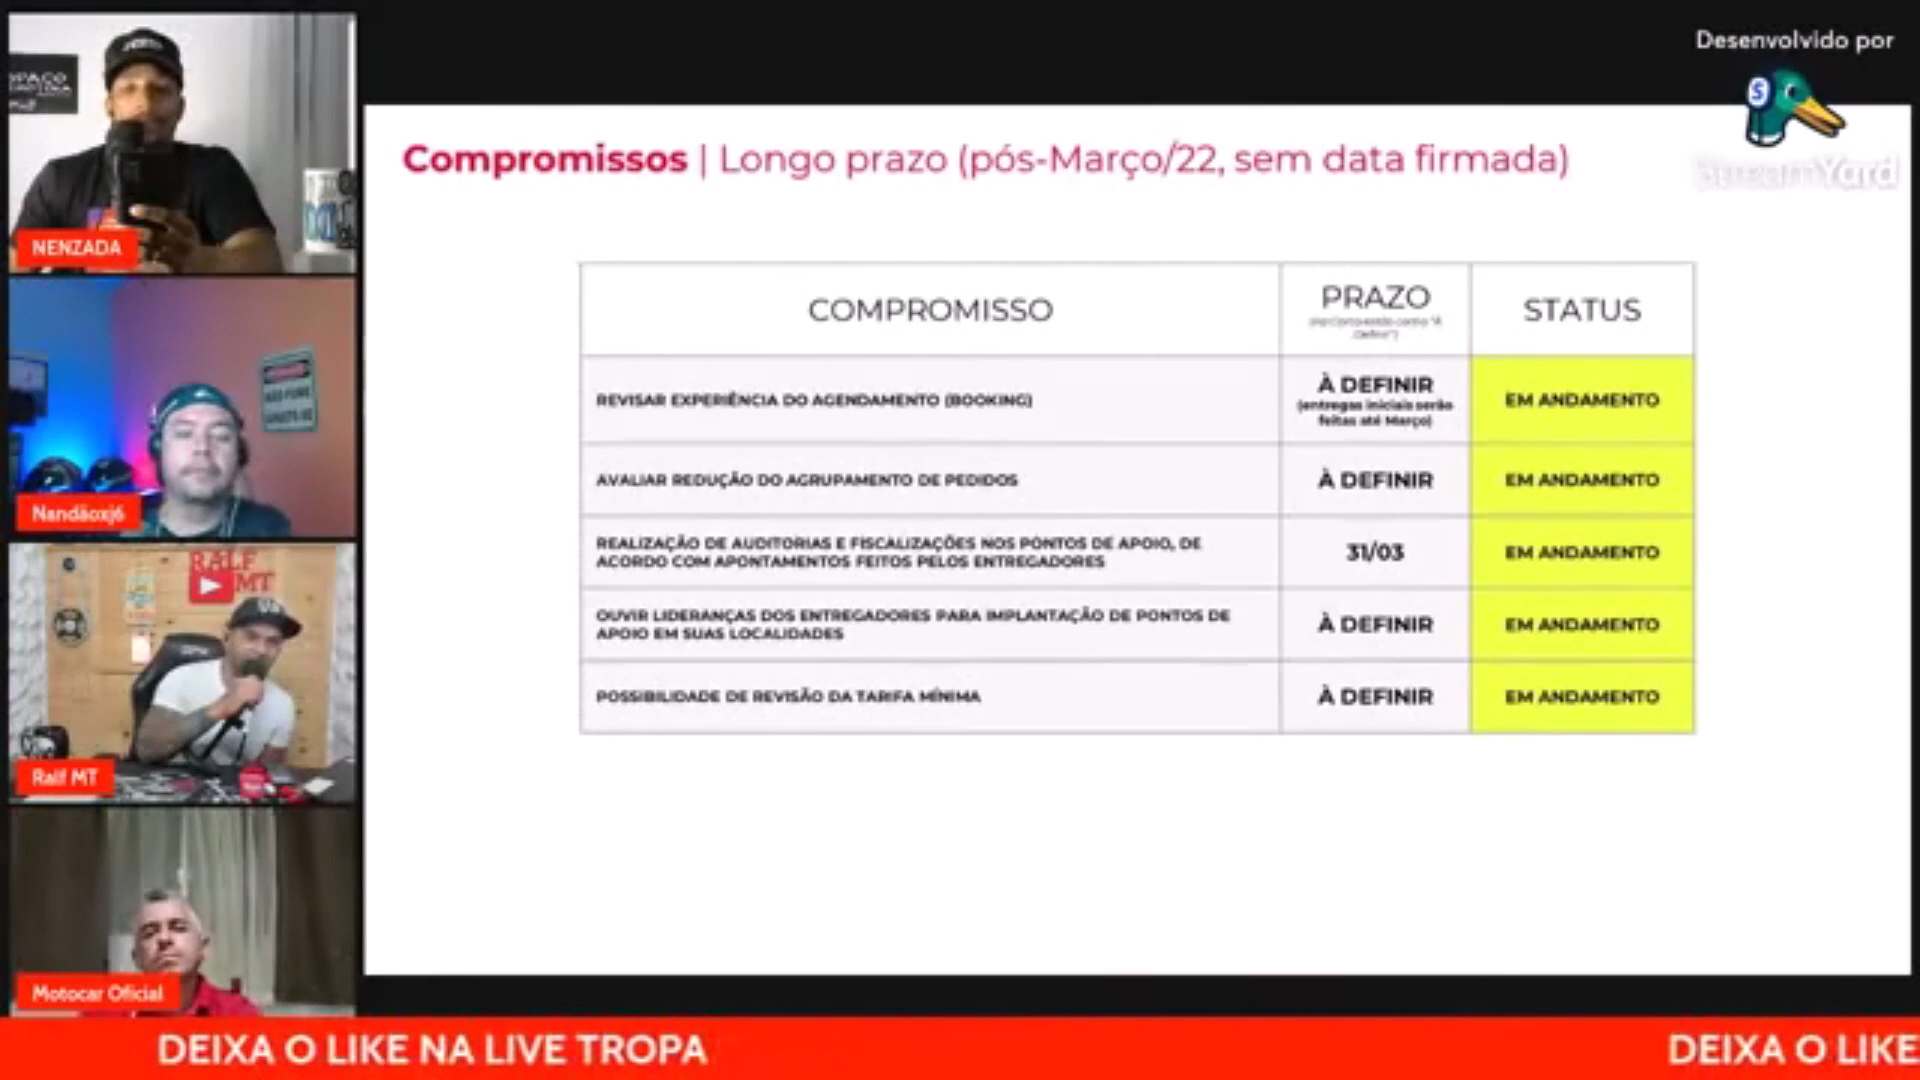 Desenvolvido por
StreamYard
Compromissos | Longo prazo (pós-Março/22, sem data firmada)
COMPROMISSO
PRAZO
STATUS
REVISAR EXPERIÊNCIA DO AGENDAMENTO (BOOKING)
À DEFINIR
(entregas iniciais serão
feitas até Março)
EM ANDAMENTO
AVALIAR REDUÇÃO DO AGRUPAMENTO DE PEDIDOS
À DEFINIR
EM ANDAMENTO
REALIZAÇÃO DE AUDITORIAS E FISCALIZAÇÕES NOS PONTOS DE APOIO, DE
ACORDO COM APONTAMENTOS FEITOS PELOS ENTREGADORES
31/03
EM ANDAMENTO
OUVIR LIDERANÇAS DOS ENTREGADORES PARA IMPLANTAÇÃO DE PONTOS DE
APOIO EM SUAS LOCALIDADES
À DEFINIR
EM ANDAMENTO
POSSIBILIDADE DE REVISÃO DA TARIFA MÍNIMA
À DEFINIR
EM ANDAMENTO
NENZADA
Nandãoxj6
RALF
MT
Ralf MT
Motocar Oficial
DEIXA O LIKE NA LIVE TROPA
DEIXA O LIKE